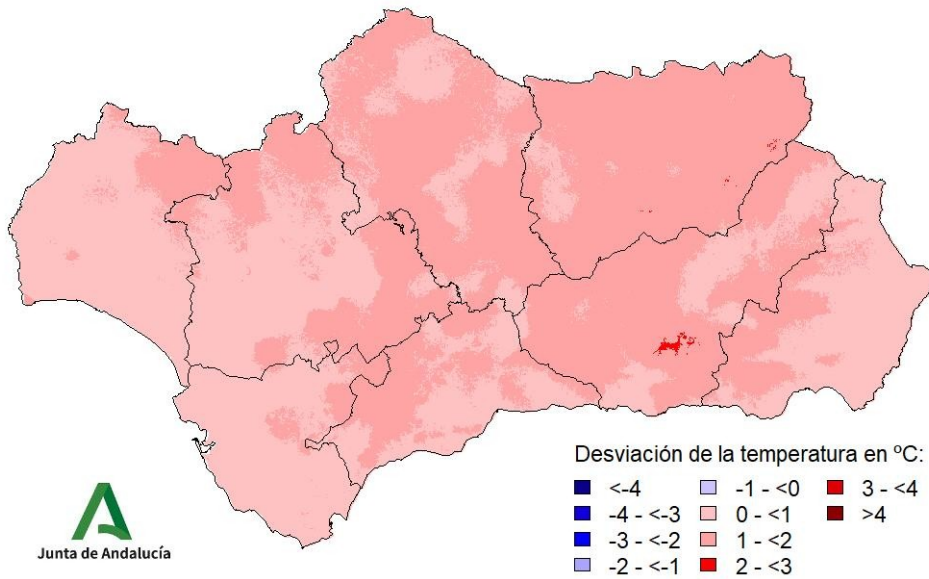 Desviación de la temperatura en ºC:
<-4 -1 - <0 3 - <4
-4 - <-3 0 - <1 >4
-3 - <-2 1 - <2
-2 - <-1 2 - <3
Junta de Andalucía